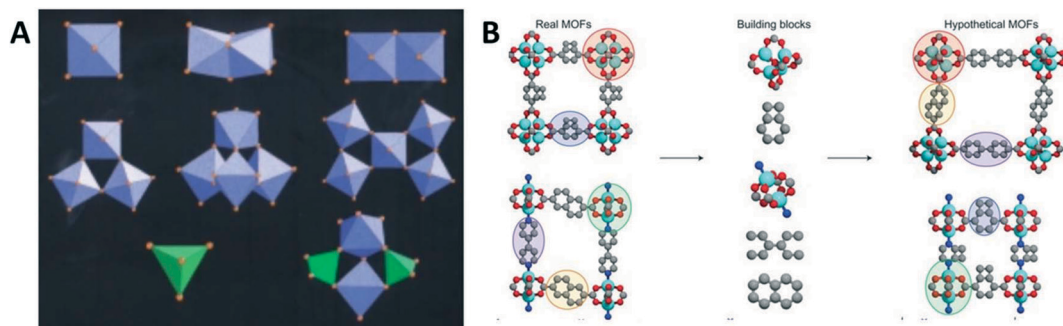 A
B
Real MOFs
Building blocks
Hypothetical MOFs